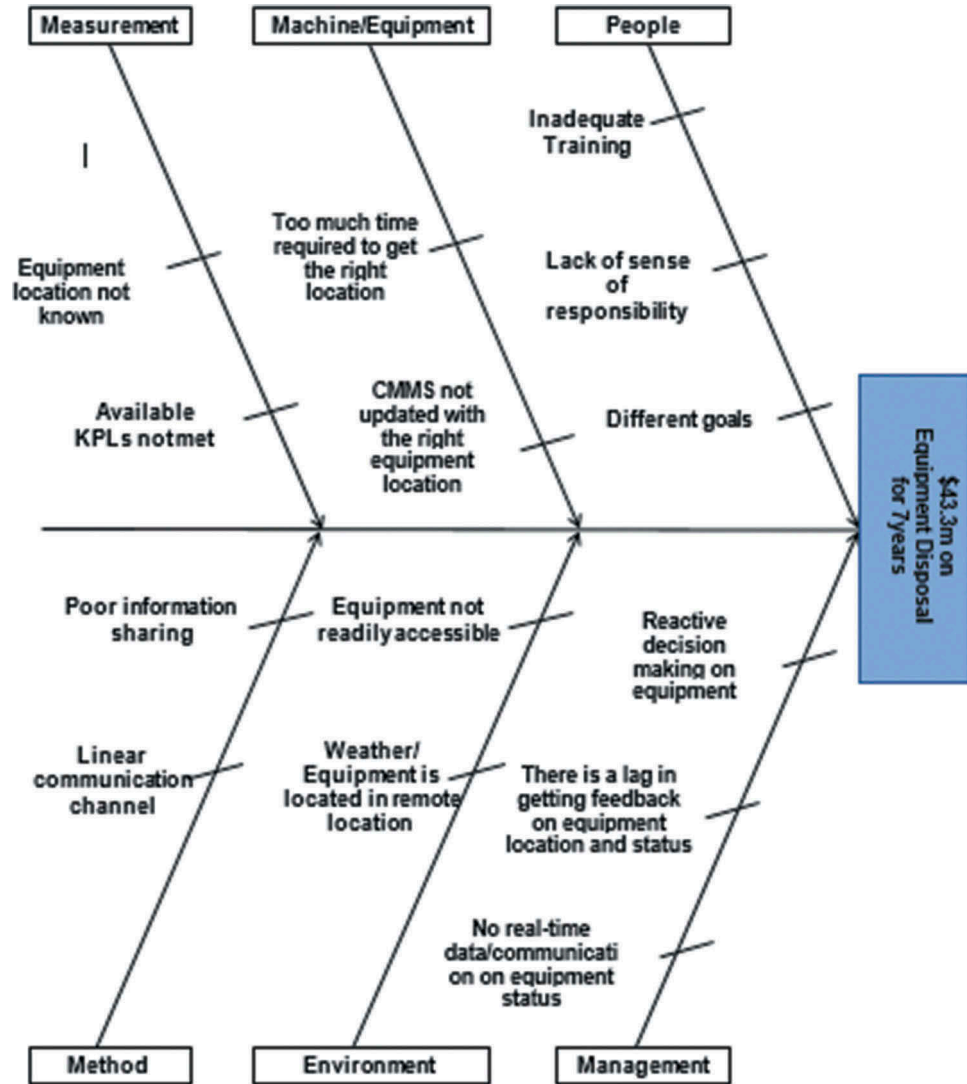 Measurement
Machine/Equipment
People
Inadequate
Training
Too much time
required to get
the right
location
Equipment
location not
known
Lack of sense
of
responsibility
CMMS not
updated with
the right
equipment
location
Available
KPLs notmet
Different goals
$43.3m on
Equipment Disposal
for 7years
Poor information
sharing
Equipment not
readily accessible
Reactive
decision
making on
equipment
Linear
communication
channel
Weather/
Equipment is
located in remote
location
There is a lag in
getting feedback
on equipment
location and status
No real-time
data/communicati
on on equipment
status
Method
Environment
Management